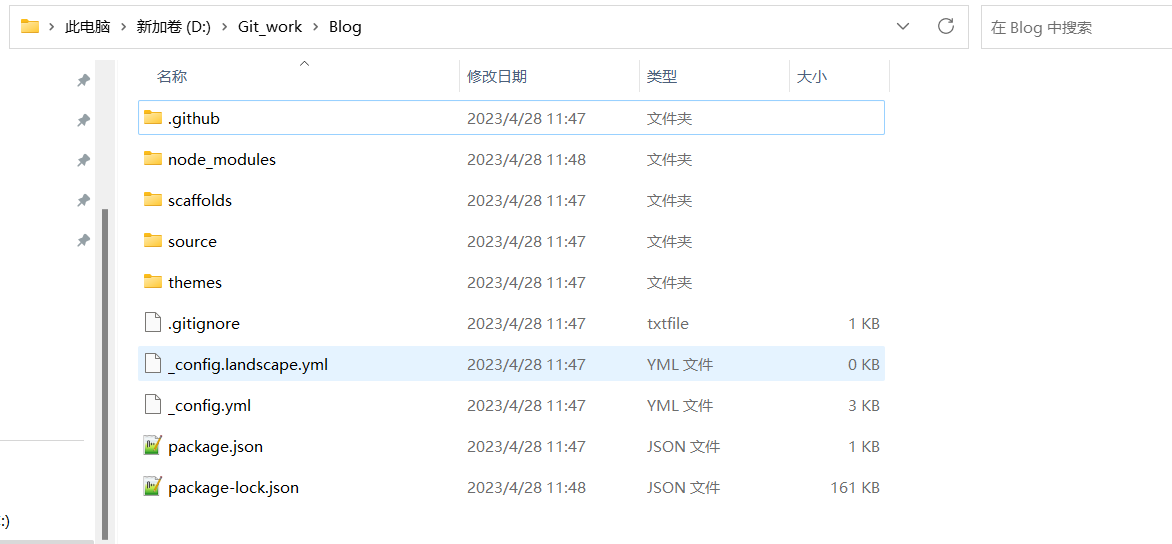 此电脑 › 新加卷 (D:) › Git_work › Blog
在 Blog 中搜索
名称 修改日期 类型 大小
.github 2023/4/28 11:47 文件夹
node_modules 2023/4/28 11:48 文件夹
scaffolds 2023/4/28 11:47 文件夹
source 2023/4/28 11:47 文件夹
themes 2023/4/28 11:47 文件夹
.gitignore 2023/4/28 11:47 txtfile 1 KB
_config.landscape.yml 2023/4/28 11:47 YML 文件 0 KB
_config.yml 2023/4/28 11:47 YML 文件 3 KB
package.json 2023/4/28 11:47 JSON 文件 1 KB
package-lock.json 2023/4/28 11:48 JSON 文件 161 KB
:)